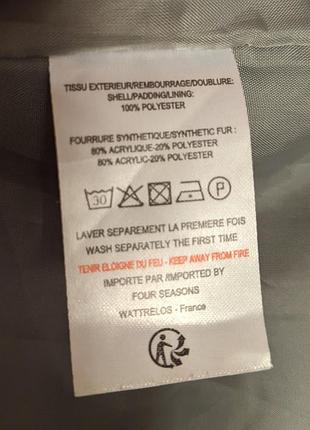 TISSU EXTERIEUR/REMBOURRAGE/DOUBLURE:
SHELL/PADDING/LINING:
100% POLYESTER
FOURRURE SYNTHETIQUE/SYNTHETIC FUR :
80% ACRYLIQUE-20% POLYESTER
80% ACRYLIC-20% POLYESTER
30 P
LAVER SEPAREMENT LA PREMIERE FOIS
WASH SEPARATELY THE FIRST TIME
TENIR ELOIGNE DU FEU - KEEP AWAY FROM FIRE
IMPORTE PAR /IMPORTED BY
FOUR SEASONS
WATTRELOS - France